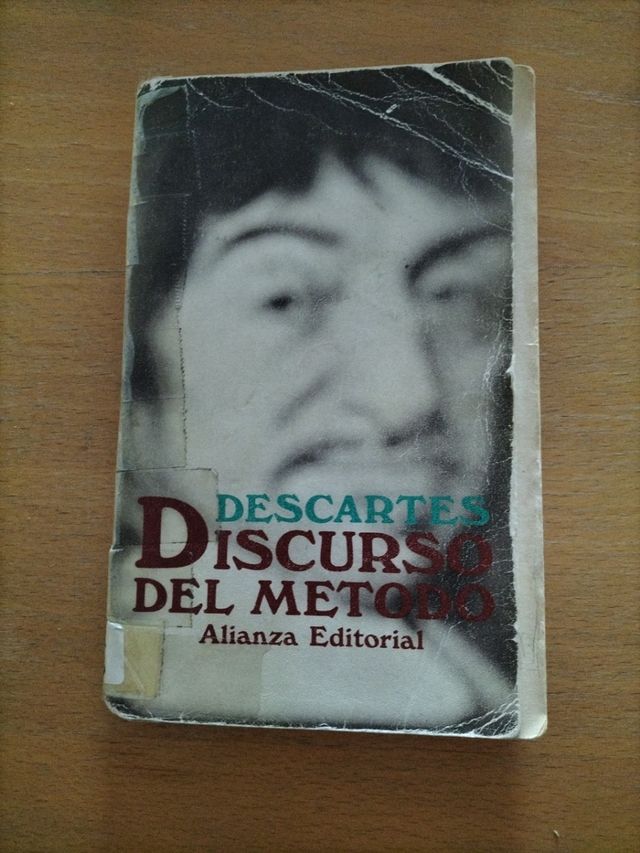 DESCARTES
DISCURSO
DEL METODO
Alianza Editorial